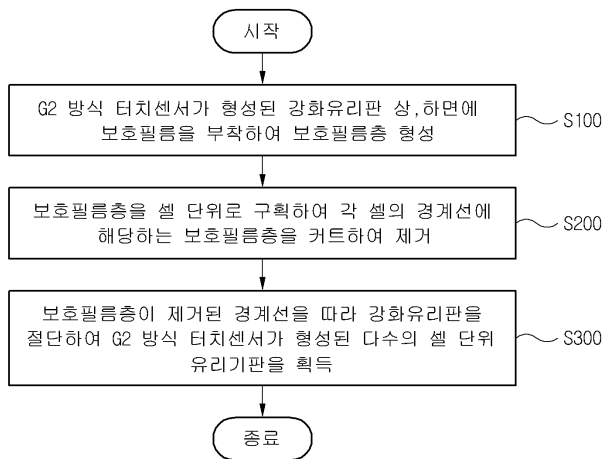 시작
G2 방식 터치센서가 형성된 강화유리판 상,하면에
보호필름을 부착하여 보호필름층 형성
S100
보호필름층을 셀 단위로 구획하여 각 셀의 경계선에
해당하는 보호필름층을 커트하여 제거
S200
보호필름층이 제거된 경계선을 따라 강화유리판을
절단하여 G2 방식 터치센서가 형성된 다수의 셀 단위
유리기판을 획득
S300
종료